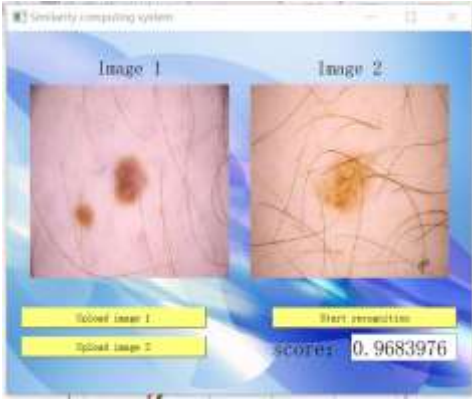 Similarity computing system
Image 1
Image 2
Upload image 1
Start recognition
Upload image 2
score:
0.9683976